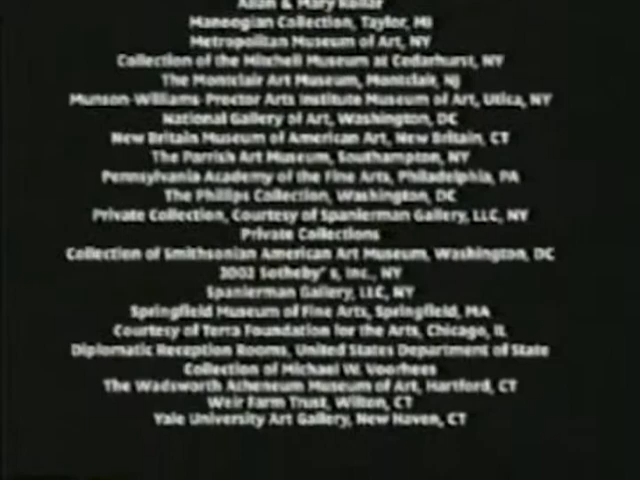 Allan & Mary Kollar
Manoogian Collection, Taylor, MI
Metropolitan Museum of Art, NY
Collection of the Mitchell Museum at Cedarhurst, NY
The Montclair Art Museum, Montclair, NJ
Munson-Williams-Proctor Arts Institute Museum of Art, Utica, NY
National Gallery of Art, Washington, DC
New Britain Museum of American Art, New Britain, CT
The Parrish Art Museum, Southampton, NY
Pennsylvania Academy of the Fine Arts, Philadelphia, PA
The Phillips Collection, Washington, DC
Private Collection, Courtesy of Spanierman Gallery, LLC, NY
Private Collections
Collection of Smithsonian American Art Museum, Washington, DC
2002 Sotheby' s, Inc., NY
Spanierman Gallery, LLC, NY
Springfield Museum of Fine Arts, Springfield, MA
Courtesy of Terra Foundation for the Arts, Chicago, IL
Diplomatic Reception Rooms, United States Department of State
Collection of Michael W. Voorhees
The Wadsworth Atheneum Museum of Art, Hartford, CT
Weir Farm Trust, Wilton, CT
Yale University Art Gallery, New Haven, CT